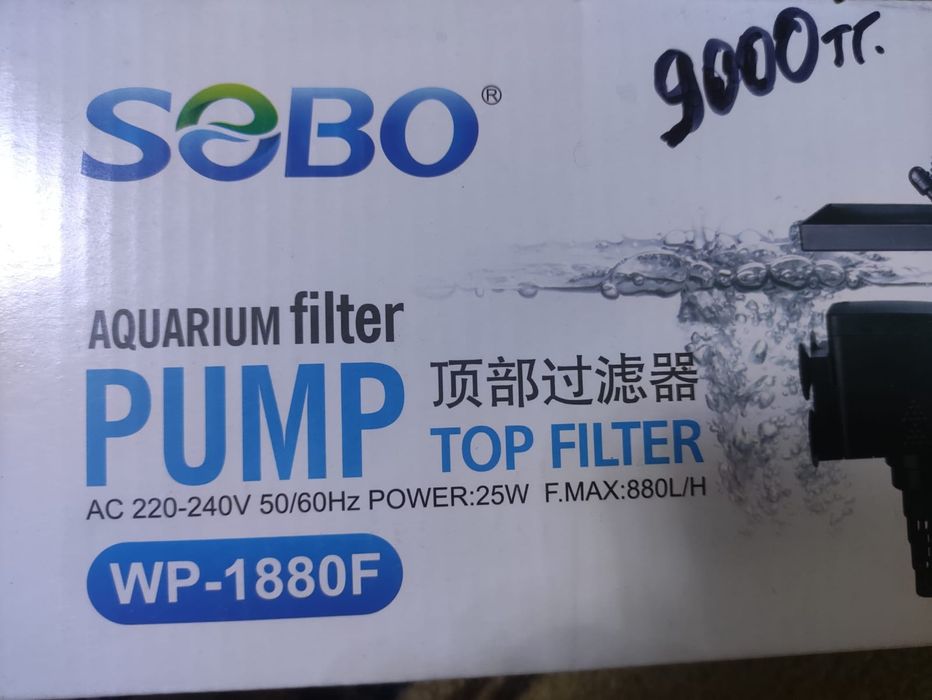 9000тг.
SOBO®
AQUARIUM filter
PUMP
顶部过滤器
TOP FILTER
AC 220-240V 50/60Hz POWER:25W F.MAX:880L/H
WP-1880F